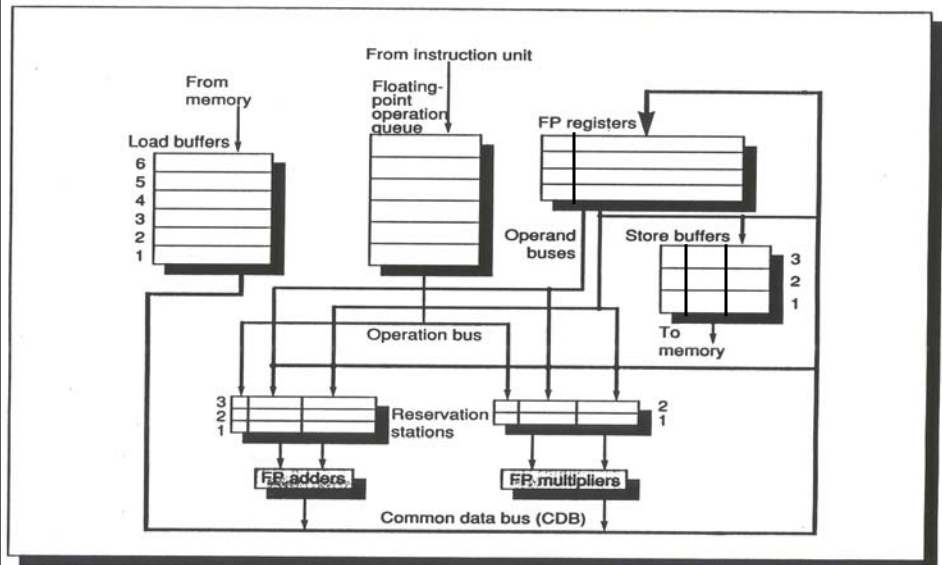 From instruction unit
From
memory
Floating-
point
operation
queue
FP registers
Load buffers
6
5
4
3
2
1
Operand
buses
Store buffers
3
2
1
Operation bus
To
memory
3
2
1
Reservation
stations
2
1
FP adders
FP multipliers
Common data bus (CDB)